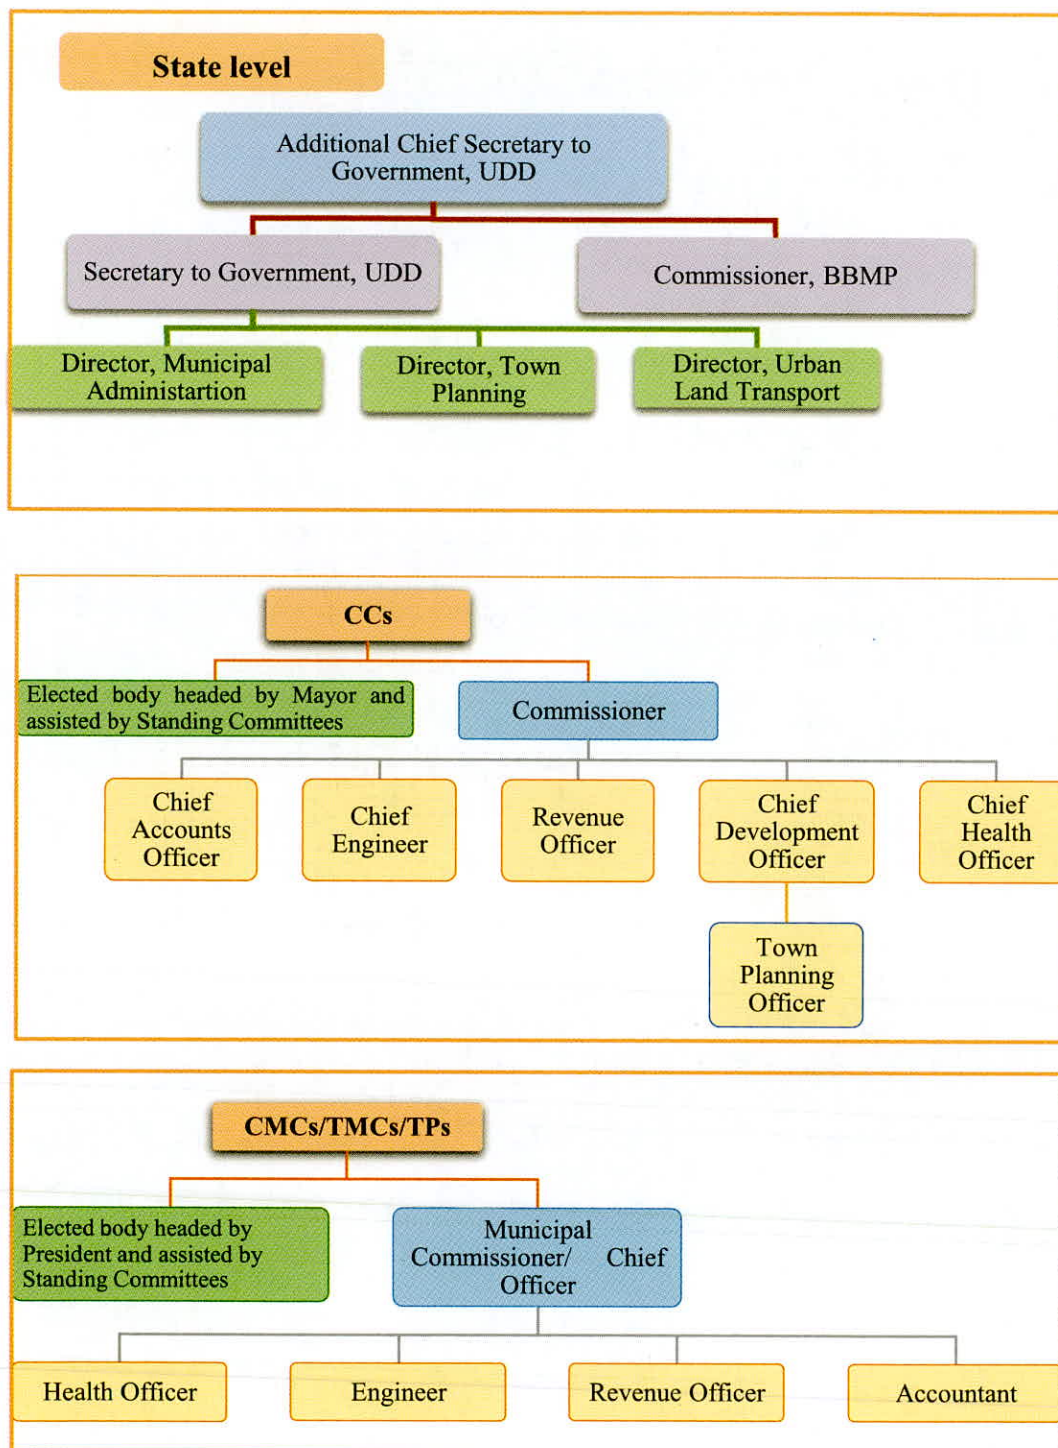 State level
Additional Chief Secretary to
Government, UDD
Secretary to Government, UDD
Commissioner, BBMP
Director, Municipal
Administartion
Director, Town
Planning
Director, Urban
Land Transport
CCs
Elected body headed by Mayor and
assisted by Standing Committees
Commissioner
Chief
Accounts
Officer
Chief
Engineer
Revenue
Officer
Chief
Development
Officer
Chief
Health
Officer
Town
Planning
Officer
CMCs/TMCs/TPs
Elected body headed by
President and assisted by
Standing Committees
Municipal
Commissioner/ Chief
Officer
Health Officer
Engineer
Revenue Officer
Accountant